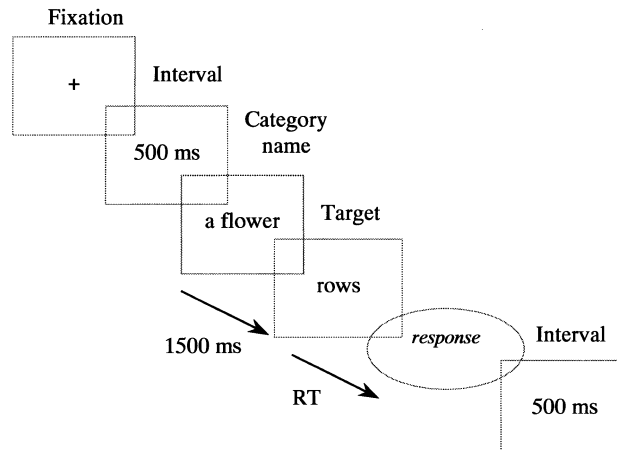 Fixation
+
Interval
500 ms
Category
name
a flower
Target
rows
1500 ms
response
Interval
RT
500 ms